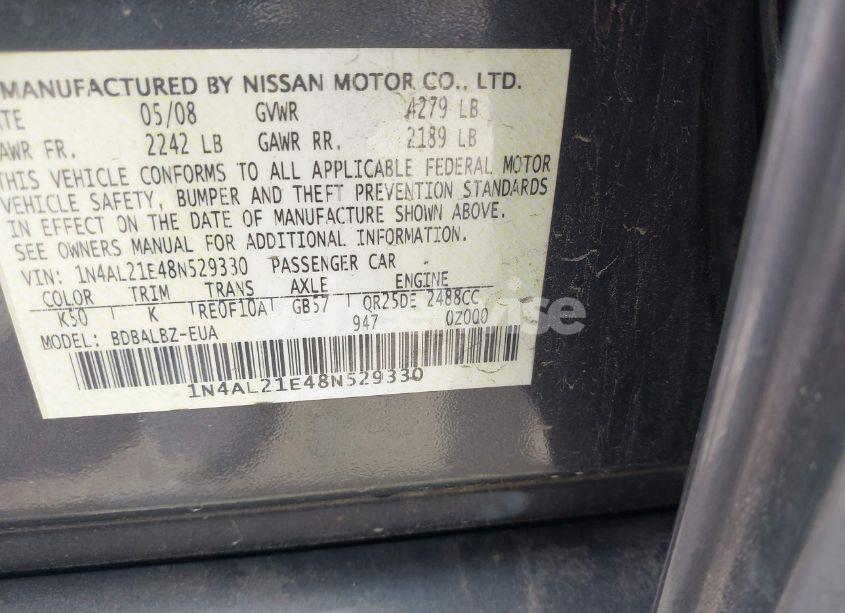 MANUFACTURED BY NISSAN MOTOR CO., LTD.
ATE 05/08 GVWR 4279 LB
AWR FR. 2242 LB GAWR RR. 2189 LB
THIS VEHICLE CONFORMS TO ALL APPLICABLE FEDERAL MOTOR
VEHICLE SAFETY, BUMPER AND THEFT PREVENTION STANDARDS
IN EFFECT ON THE DATE OF MANUFACTURE SHOWN ABOVE.
SEE OWNERS MANUAL FOR ADDITIONAL INFORMATION.
VIN: 1N4AL21E48N529330 PASSENGER CAR
COLOR TRIM TRANS AXLE ENGINE
K50 K RE0F10A GB57 QR25DE 2488CC
MODEL: BDBALBZ-EUA 947 0Z000
1N4AL21E48N529330